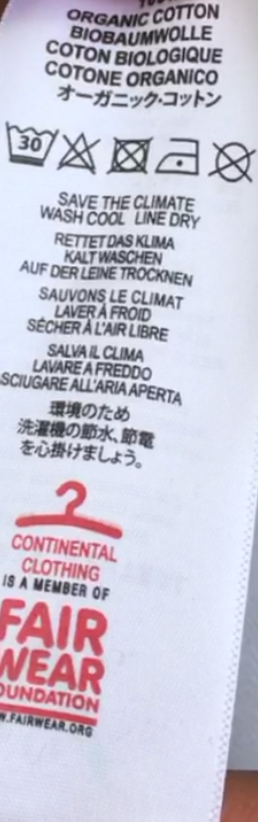 ORGANIC COTTON
BIOBAUMWOLLE
COTON BIOLOGIQUE
COTONE ORGANICO
オーガニック・コットン
30
SAVE THE CLIMATE
WASH COOL LINE DRY
RETTET DAS KLIMA
KALT WASCHEN
AUF DER LEINE TROCKNEN
SAUVONS LE CLIMAT
LAVER À FROID
SÉCHER À L'AIR LIBRE
SALVA IL CLIMA
LAVARE A FREDDO
SCIUGARE ALL'ARIA APERTA
環境のため
洗濯機の節水、節電
を心掛けましょう。
CONTINENTAL
CLOTHING
IS A MEMBER OF
FAIR
WEAR
OUNDATION
W.FAIRWEAR.ORG